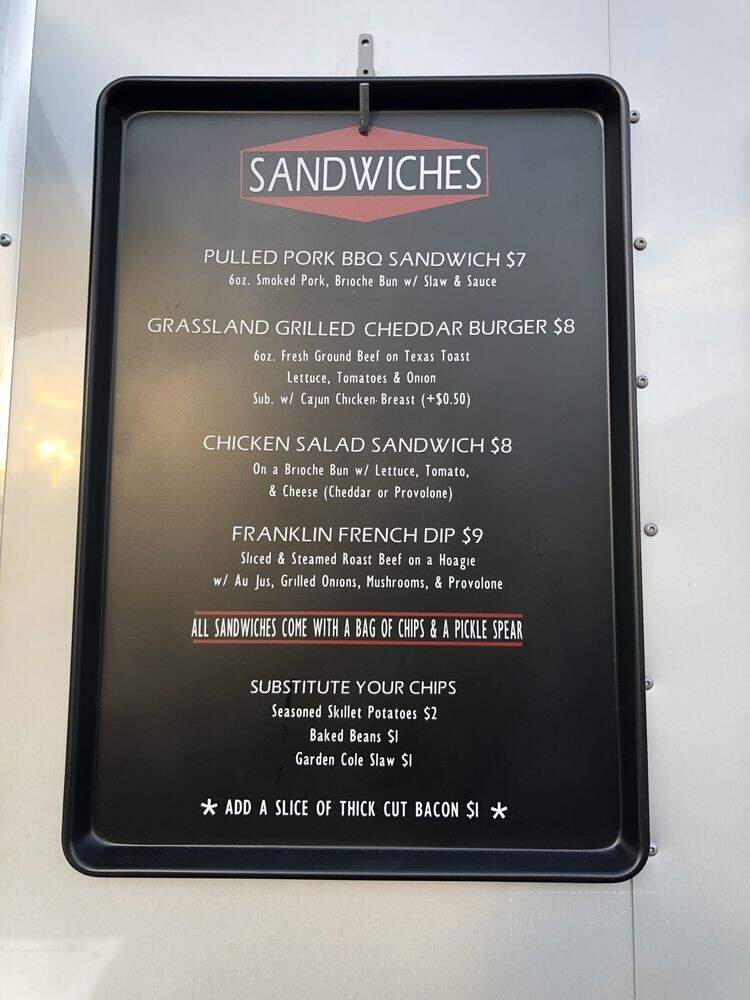 SANDWICHES
PULLED PORK BBQ SANDWICH $7
6oz. Smoked Pork, Brioche Bun w/ Slaw & Sauce
GRASSLAND GRILLED CHEDDAR BURGER $8
6oz. Fresh Ground Beef on Texas Toast
Lettuce, Tomatoes & Onion
Sub. w/ Cajun Chicken Breast (+$0.50)
CHICKEN SALAD SANDWICH $8
On a Brioche Bun w/ Lettuce, Tomato,
& Cheese (Cheddar or Provolone)
FRANKLIN FRENCH DIP $9
Sliced & Steamed Roast Beef on a Hoagie
w/ Au Jus, Grilled Onions, Mushrooms, & Provolone
ALL SANDWICHES COME WITH A BAG OF CHIPS & A PICKLE SPEAR
SUBSTITUTE YOUR CHIPS
Seasoned Skillet Potatoes $2
Baked Beans $1
Garden Cole Slaw $1
* ADD A SLICE OF THICK CUT BACON $1 *